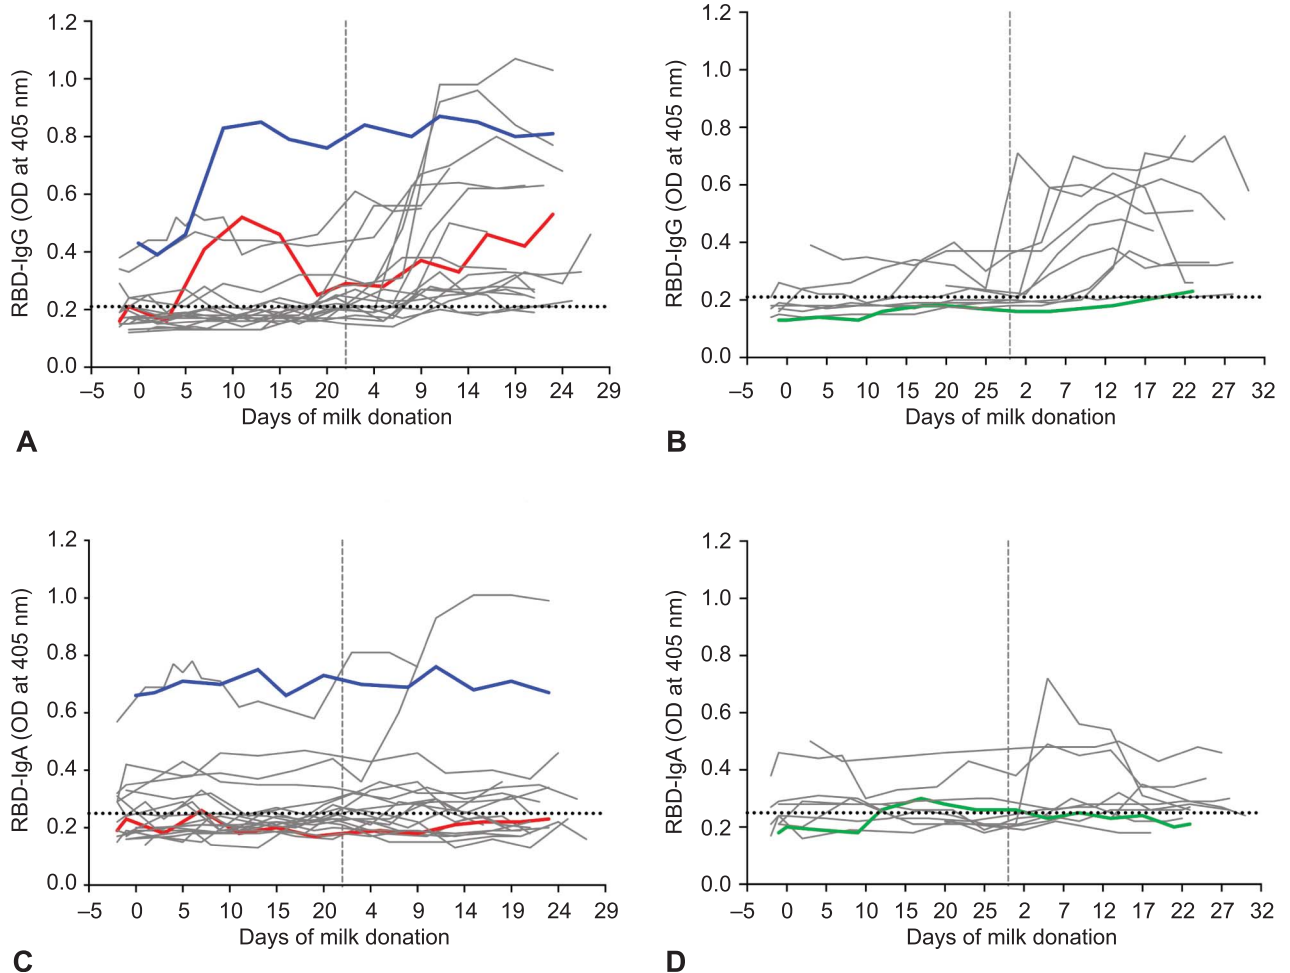 RBD-IgG (OD at 405 nm)
1.2
1.0
0.8
0.6
0.4
0.2
0.0
–5 0 5 10 15 20 4 9 14 19 24 29
Days of milk donation
A
RBD-IgG (OD at 405 nm)
1.2
1.0
0.8
0.6
0.4
0.2
0.0
–5 0 5 10 15 20 25 2 7 12 17 22 27 32
Days of milk donation
B
RBD-IgA (OD at 405 nm)
1.2
1.0
0.8
0.6
0.4
0.2
0.0
–5 0 5 10 15 20 4 9 14 19 24 29
Days of milk donation
C
RBD-IgA (OD at 405 nm)
1.2
1.0
0.8
0.6
0.4
0.2
0.0
–5 0 5 10 15 20 25 2 7 12 17 22 27 32
Days of milk donation
D